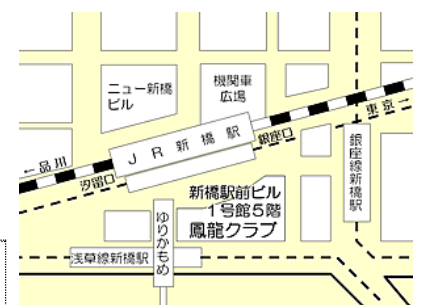 ニュー新橋
ビル
機関車
広場
東京→
JR新橋駅
銀座口
←品川
汐留口
銀座線新橋駅
新橋駅前ビル
1号館5階
鳳龍クラブ
ゆりかもめ
浅草線新橋駅